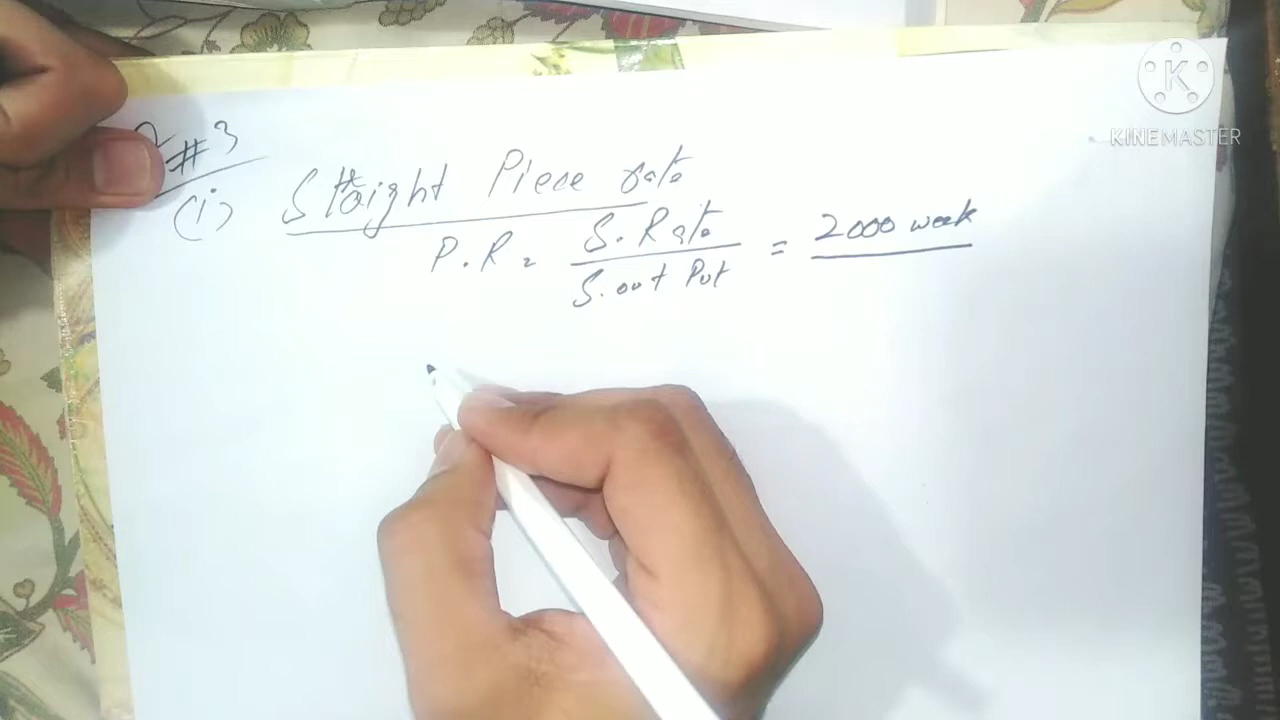 Q#3
(i) Straight Piece rate
P.R = S.Rate / S.out Put = 2000 week
KINEMASTER